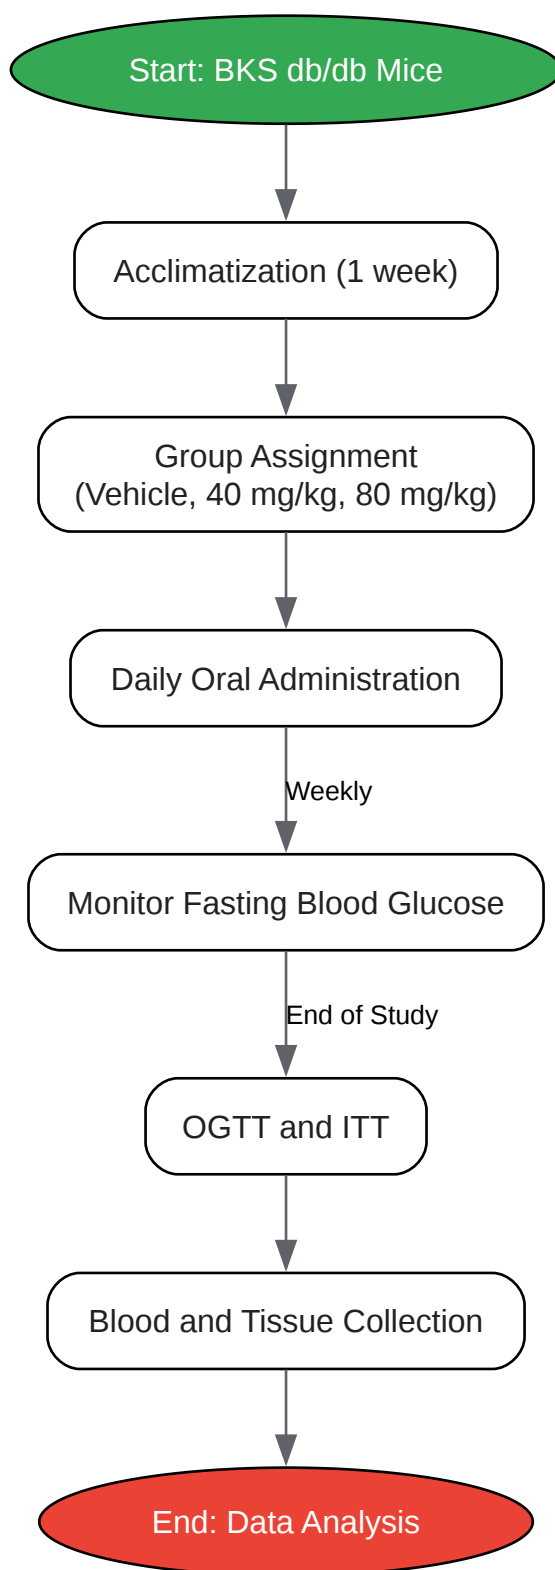 Start: BKS db/db Mice
Acclimatization (1 week)
Group Assignment
(Vehicle, 40 mg/kg, 80 mg/kg)
Daily Oral Administration
Weekly
Monitor Fasting Blood Glucose
End of Study
OGTT and ITT
Blood and Tissue Collection
End: Data Analysis